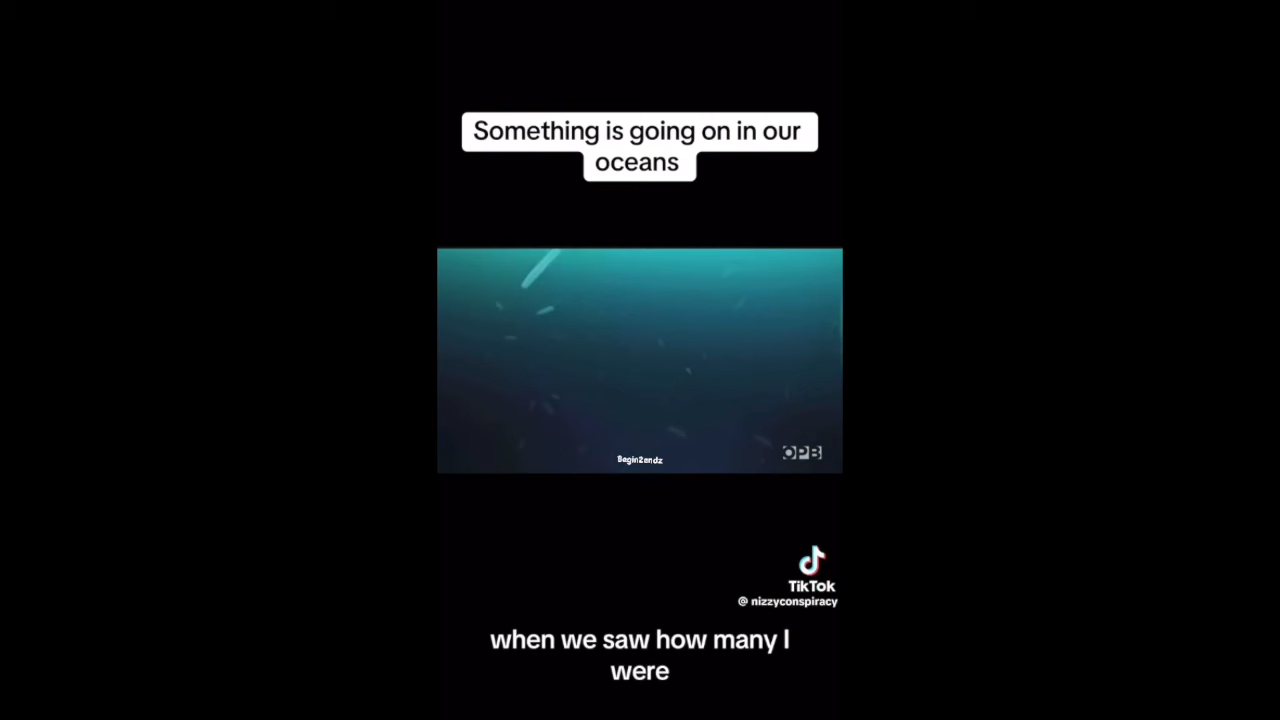 Something is going on in our
oceans
OPB
Begin2endz
TikTok
@ nizzyconspiracy
when we saw how many I
were